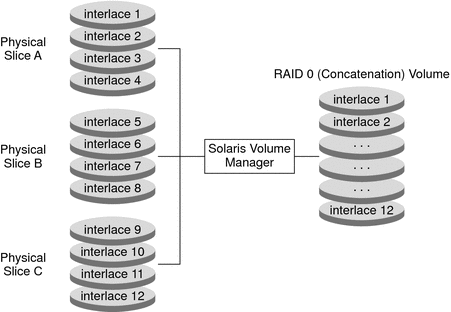 interlace 1
interlace 2
interlace 3
interlace 4
Physical
Slice A
interlace 5
interlace 6
interlace 7
interlace 8
Physical
Slice B
interlace 9
interlace 10
interlace 11
interlace 12
Physical
Slice C
Solaris Volume
Manager
RAID 0 (Concatenation) Volume
interlace 1
interlace 2
. . .
. . .
. . .
interlace 12